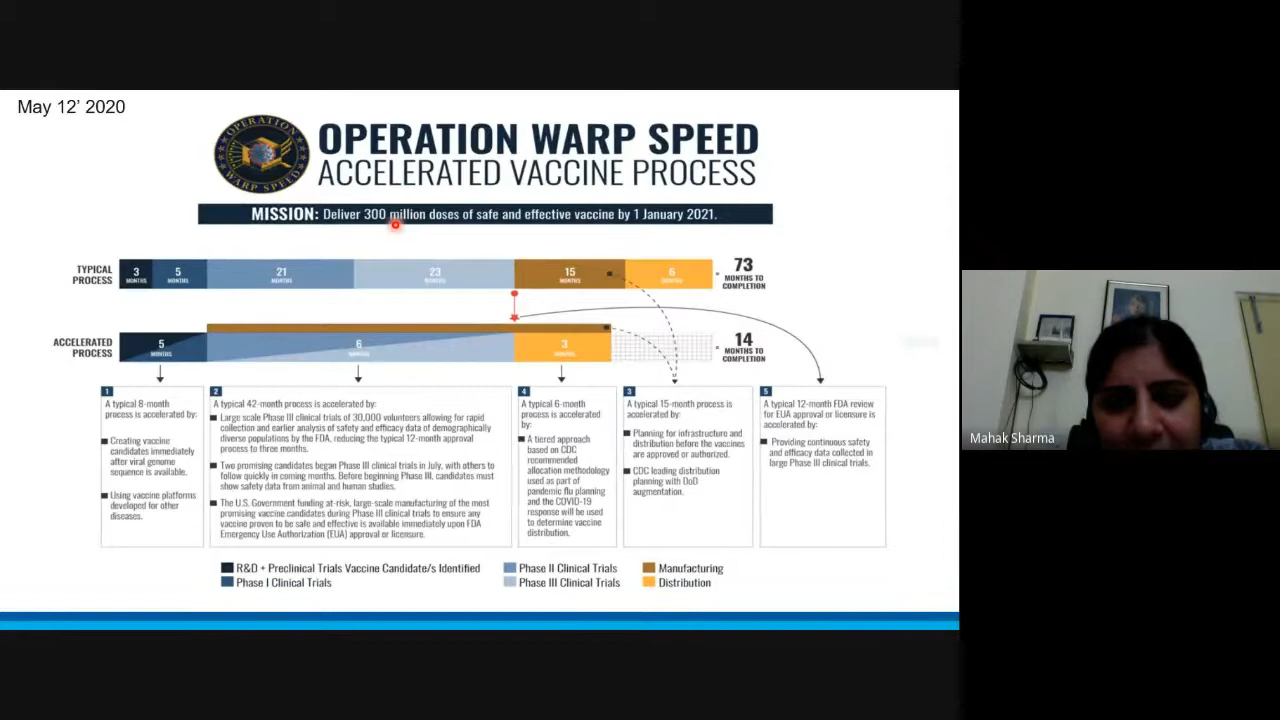 May 12’ 2020
OPERATION
WARP SPEED
OPERATION WARP SPEED
ACCELERATED VACCINE PROCESS
MISSION: Deliver 300 million doses of safe and effective vaccine by 1 January 2021.
TYPICAL
PROCESS
3
MONTHS
5
MONTHS
21
MONTHS
23
MONTHS
15
MONTHS
6
MONTHS
73
MONTHS TO
COMPLETION
ACCELERATED
PROCESS
5
MONTHS
6
MONTHS
3
MONTHS
14
MONTHS TO
COMPLETION
1
A typical 8-month
process is accelerated by:
Creating vaccine
candidates immediately
after viral genome
sequence is available.
Using vaccine platforms
developed for other
diseases.
2
A typical 42-month process is accelerated by:
Large scale Phase III clinical trials of 30,000 volunteers allowing for rapid
collection and earlier analysis of safety and efficacy data of demographically
diverse populations by the FDA, reducing the typical 12-month approval
process to three months.
Two promising candidates began Phase III clinical trials in July, with others to
follow quickly in coming months. Before beginning Phase III, candidates must
show safety data from animal and human studies.
The U.S. Government funding at-risk, large-scale manufacturing of the most
promising vaccine candidates during Phase III clinical trials to ensure any
vaccine proven to be safe and effective is available immediately upon FDA
Emergency Use Authorization (EUA) approval or licensure.
4
A typical 6-month
process is accelerated
by:
A tiered approach
based on CDC
recommended
allocation methodology
used as part of
pandemic flu planning
and the COVID-19
response will be used
to determine vaccine
distribution.
3
A typical 15-month process is
accelerated by:
Planning for infrastructure and
distribution before the vaccines
are approved or authorized.
CDC leading distribution
planning with DoD
augmentation.
5
A typical 12-month FDA review
for EUA approval or licensure is
accelerated by:
Providing continuous safety
and efficacy data collected in
large Phase III clinical trials.
R&D + Preclinical Trials Vaccine Candidate/s Identified
Phase I Clinical Trials
Phase II Clinical Trials
Phase III Clinical Trials
Manufacturing
Distribution
Mahak Sharma